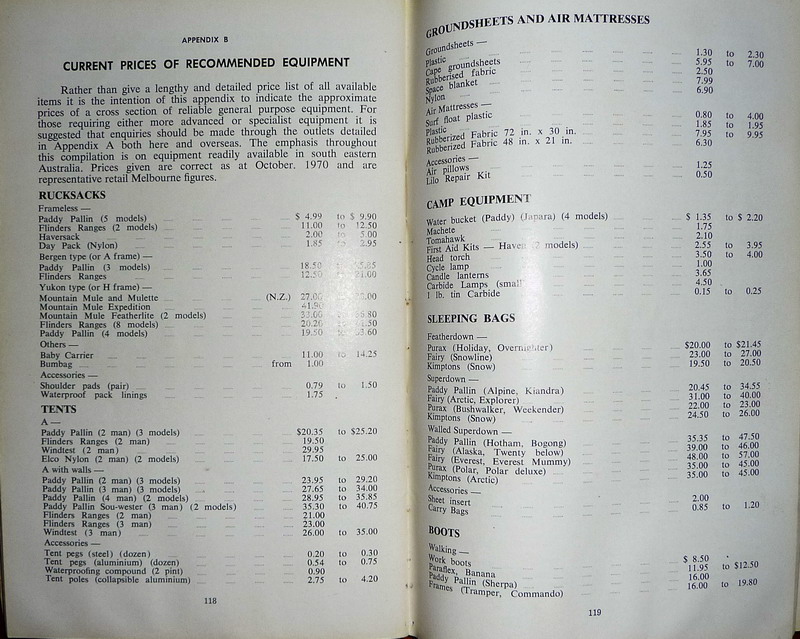 APPENDIX B
CURRENT PRICES OF RECOMMENDED EQUIPMENT
Rather than give a lengthy and detailed price list of all available
items it is the intention of this appendix to indicate the approximate
prices of a cross section of reliable general purpose equipment. For
those requiring either more advanced or specialist equipment it is
suggested that enquiries should be made through the outlets detailed
in Appendix A both here and overseas. The emphasis throughout
this compilation is on equipment readily available in south eastern
Australia. Prices given are correct as at October, 1970 and are
representative retail Melbourne figures.
RUCKSACKS
Frameless —
Paddy Pallin (5 models) $ 4.99 to $ 9.90
Flinders Ranges (2 models) 11.00 to 12.50
Haversack 2.00 to 5.00
Day Pack (Nylon) 1.85 to 2.95
Bergen type (or A frame) —
Paddy Pallin (3 models) 18.50
Flinders Ranges 12.50
Yukon type (or H frame) —
Mountain Mule and Mulette (N.Z.) 27.00
Mountain Mule Expedition
Mountain Mule Featherlite (2 models) 33.00
Flinders Ranges (8 models) 20.20
Paddy Pallin (4 models) 19.50
Others —
Baby Carrier 11.00 to 14.25
Bumbag from 1.00
Accessories —
Shoulder pads (pair) 0.79 to 1.50
Waterproof pack linings 1.75
TENTS
A —
Paddy Pallin (2 man) (3 models) $20.35 to $25.20
Flinders Ranges (2 man) 19.50
Windtest (2 man) 29.95
Elco Nylon (2 man) (2 models) 17.50 to 25.00
A with walls —
Paddy Pallin (2 man) (3 models) 23.95 to 29.20
Paddy Pallin (3 man) (3 models) 27.65 to 34.00
Paddy Pallin (4 man) (2 models) 28.95 to 35.85
Paddy Pallin Sou-wester (3 man) (2 models) 35.30 to 40.75
Flinders Ranges (2 man) 21.00
Flinders Ranges (3 man) 23.00
Windtest (3 man) 26.00 to 35.00
Accessories —
Tent pegs (steel) (dozen) 0.20 to 0.30
Tent pegs (aluminium) (dozen) 0.54 to 0.75
Waterproofing compound (2 pint) 0.90
Tent poles (collapsible aluminium) 2.75 to 4.20
118
GROUNDSHEETS AND AIR MATTRESSES
Groundsheets —
Plastic 1.30 to 2.30
Cape groundsheets 5.95 to 7.00
Rubberised fabric 2.50
Space blanket 7.99
Nylon 6.90
Air Mattresses —
Surf float plastic 0.80 to 4.00
Plastic 1.85 to 1.95
Rubberized Fabric 72 in. x 30 in. 7.95 to 9.95
Rubberized Fabric 48 in. x 21 in. 6.30
Accessories —
Air pillows 1.25
Lilo Repair Kit 0.50
CAMP EQUIPMENT
Water bucket (Paddy) (Japara) (4 models) $ 1.35 to $ 2.20
Machete 1.75
Tomahawk 2.10
First Aid Kits — models) 2.55 to 3.95
Head torch 3.50 to 4.00
Cycle lamp 1.00
Candle lanterns 3.65
Carbide Lamps (small 4.50
1 lb. tin Carbide 0.15 to 0.25
SLEEPING BAGS
Featherdown —
Purax (Holiday, Overnighter) $20.00 to $21.45
Fairy (Snowline) 23.00 to 27.00
Kimptons (Snow) 19.50 to 20.50
Superdown —
Paddy Pallin (Alpine, Kiandra) 20.45 to 34.55
Fairy (Arctic, Explorer) 31.00 to 40.00
Purax (Bushwalker, Weekender) 22.00 to 23.00
Kimptons (Snow) 24.50 to 26.00
Walled Superdown —
Paddy Pallin (Hotham, Bogong) 35.35 to 47.50
Fairy (Alaska, Twenty below) 39.00 to 46.00
Fairy (Everest, Everest Mummy) 48.00 to 57.00
Purax (Polar, Polar deluxe) 35.00 to 45.00
Kimptons (Arctic) 35.00 to 45.00
Accessories —
Sheet insert 2.00
Carry Bags 0.85 to 1.20
BOOTS
Walking —
Work boots $ 8.50
Paraflex, Banana 11.95 to $12.50
Paddy Pallin (Sherpa) 16.00
Frames (Tramper, Commando) 16.00 to 19.80
119